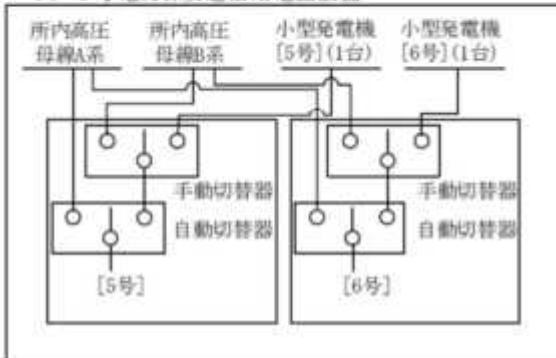 所内高圧
母線A系
所内高圧
母線B系
小型発電機
[5号](1台)
小型発電機
[6号](1台)
手動切替器
自動切替器
[5号]
手動切替器
自動切替器
[6号]